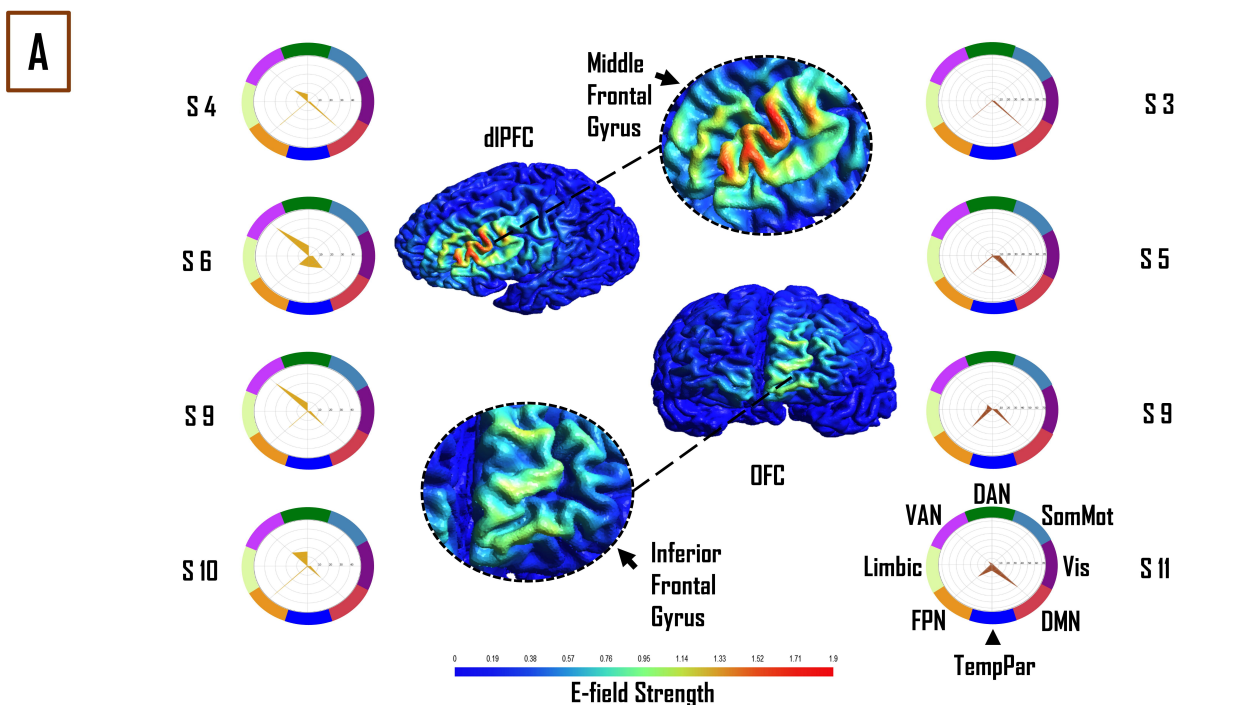 A
S 4
S 6
S 9
S 10
dlPFC
Middle
Frontal
Gyrus
OFC
Inferior
Frontal
Gyrus
S 3
S 5
S 9
S 11
DAN
VAN
SomMot
Limbic
Vis
FPN
DMN
TempPar
0 0.19 0.38 0.57 0.76 0.95 1.14 1.33 1.52 1.71 1.9
E-field Strength